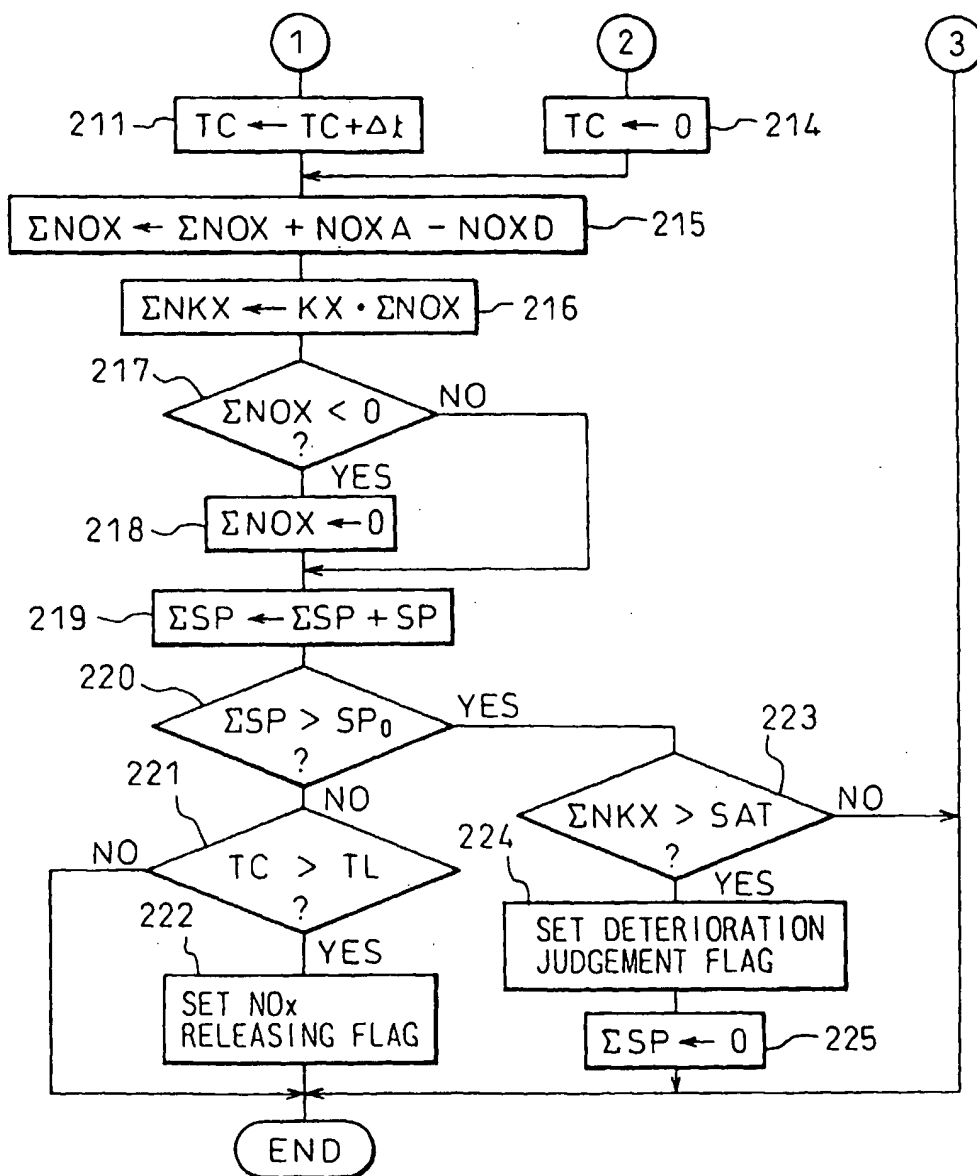 1
2
3
211
TC ← TC+Δt
TC ← 0
214
ΣNOX ← ΣNOX + NOXA − NOXD
215
ΣNKX ← KX · ΣNOX
216
217
ΣNOX < 0
?
NO
YES
218
ΣNOX ← 0
219
ΣSP ← ΣSP + SP
220
ΣSP > SP₀
?
YES
NO
223
ΣNKX > SAT
?
NO
YES
221
TC > TL
?
NO
YES
224
SET DETERIORATION
JUDGEMENT FLAG
222
SET NOx
RELEASING FLAG
ΣSP ← 0
225
END